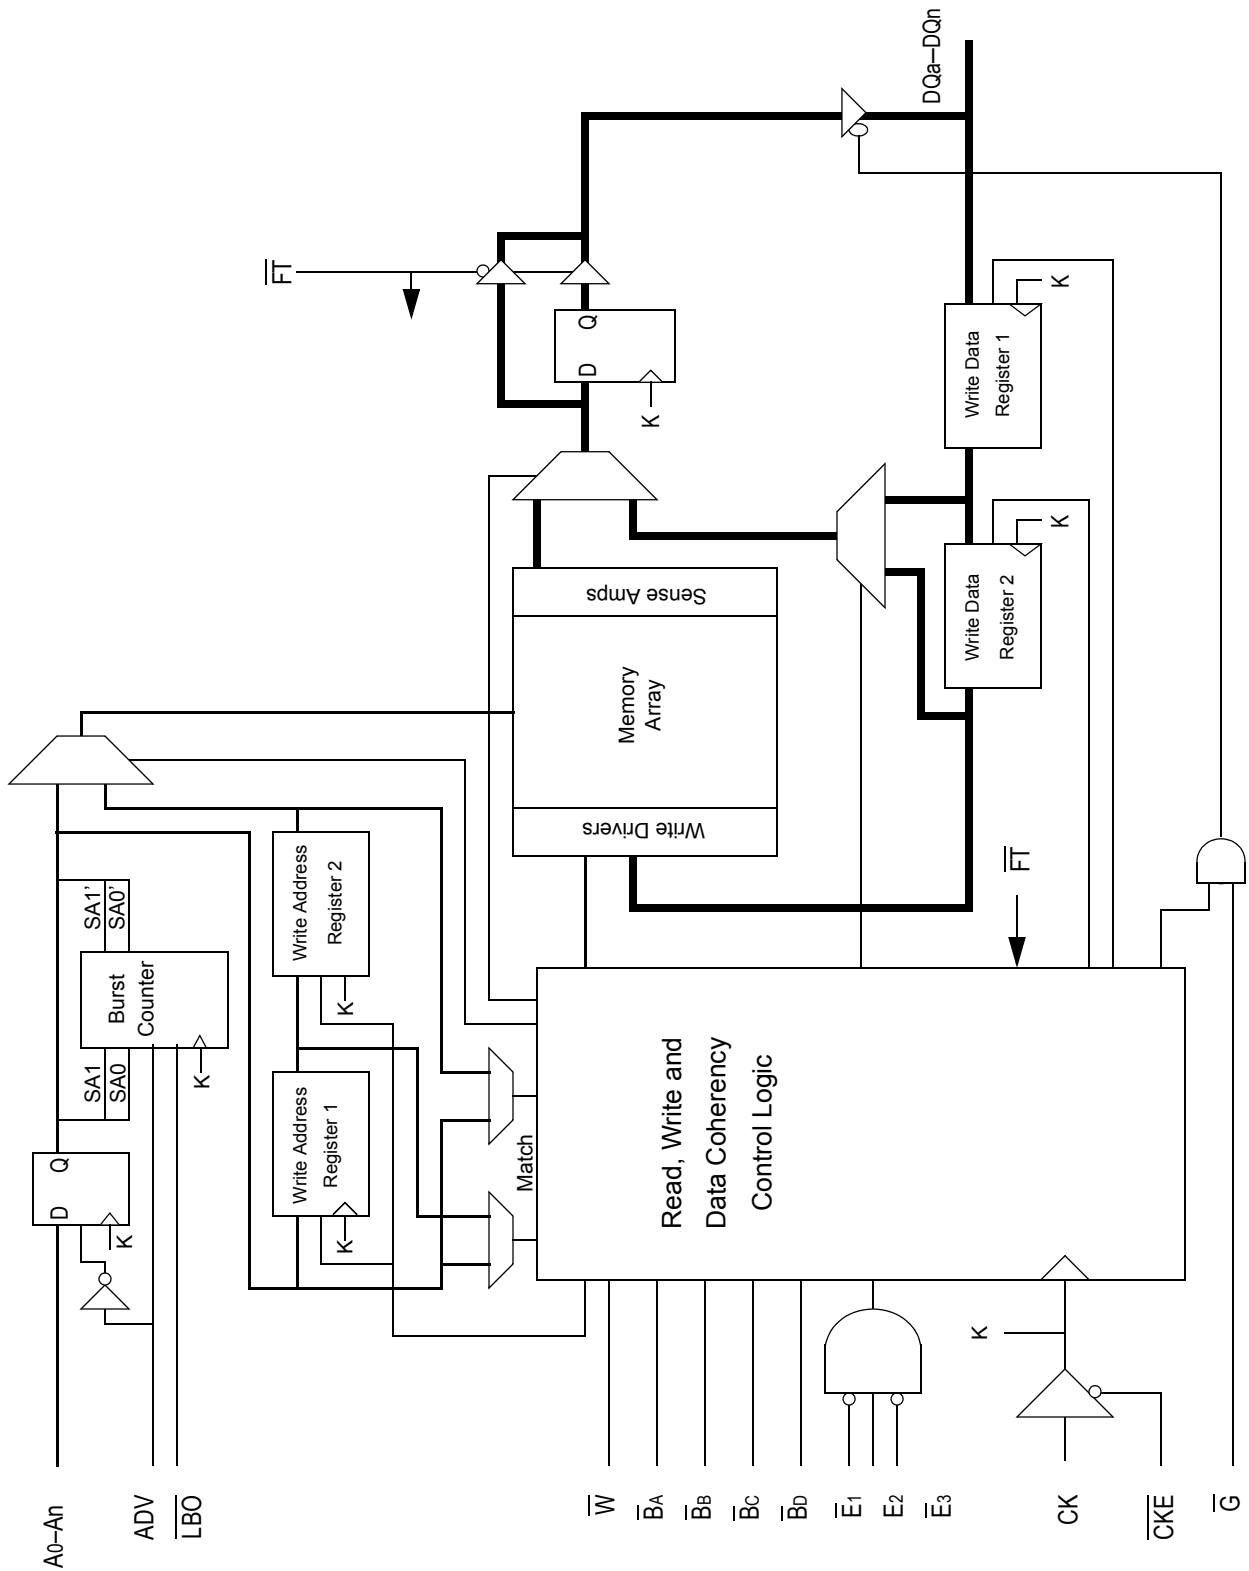 A0–An
ADV
LBO
W
BA
BB
BC
BD
E1
E2
E3
CK
CKE
G
D Q
K
SA1
SA0
Burst
Counter
SA1’
SA0’
K
Write Address
Register 1
K
Write Address
Register 2
K
Match
Read, Write and
Data Coherency
Control Logic
K
FT
Write Drivers
Memory
Array
Sense Amps
D Q
K
FT
Write Data
Register 2
K
Write Data
Register 1
K
DQa–DQn